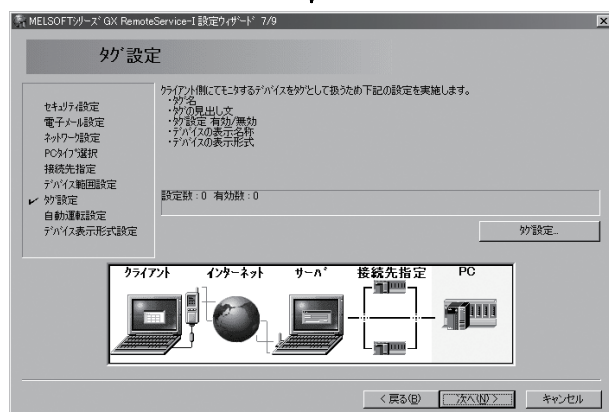 MELSOFTシリーズ GX RemoteService-I 設定ウィザード 7/9
タグ設定
セキュリティ設定
電子メール設定
ネットワーク設定
PCタイプ選択
接続先指定
デバイス範囲設定
タグ設定
自動運転設定
デバイス表示形式設定
クライアント側にてモニタするデバイスをタグとして扱うため下記の設定を実施します。
・タグ名
・タグの見出し文
・タグ設定 有効/無効
・デバイスの表示名称
・デバイスの表示形式
設定数:0 有効数:0
タグ設定...
クライアント インターネット サーバ 接続先指定 PC
< 戻る(B) 次へ(N) > キャンセル